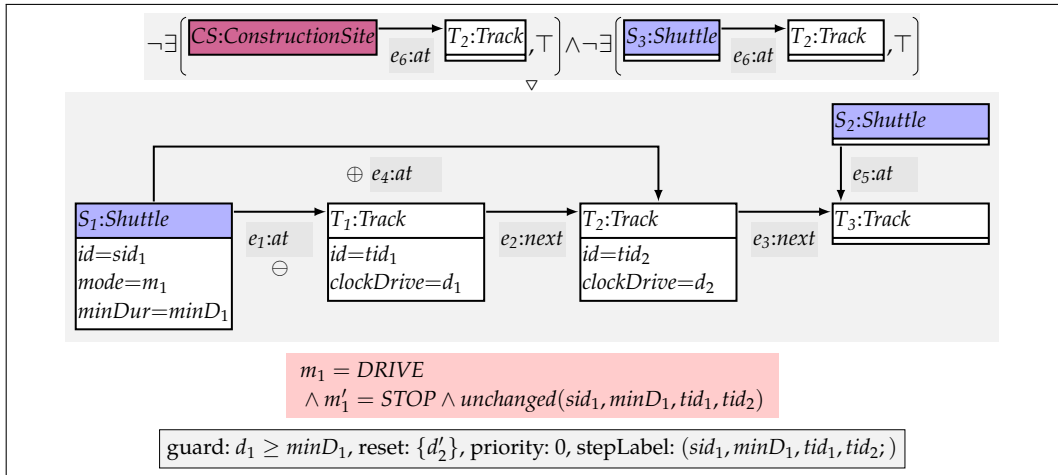 ¬∃ ( CS:ConstructionSite e₆:at T₂:Track ,⊤ ) ∧ ¬∃ ( S₃:Shuttle e₆:at T₂:Track ,⊤ )
▽
S₂:Shuttle
⊕ e₄:at
e₅:at
S₁:Shuttle e₁:at ⊖ T₁:Track e₂:next T₂:Track e₃:next T₃:Track
id=sid₁ id=tid₁ id=tid₂
mode=m₁ clockDrive=d₁ clockDrive=d₂
minDur=minD₁
m₁ = DRIVE
∧ m′₁ = STOP ∧ unchanged(sid₁, minD₁, tid₁, tid₂)
guard: d₁ ≥ minD₁, reset: {d′₂}, priority: 0, stepLabel: (sid₁, minD₁, tid₁, tid₂; )